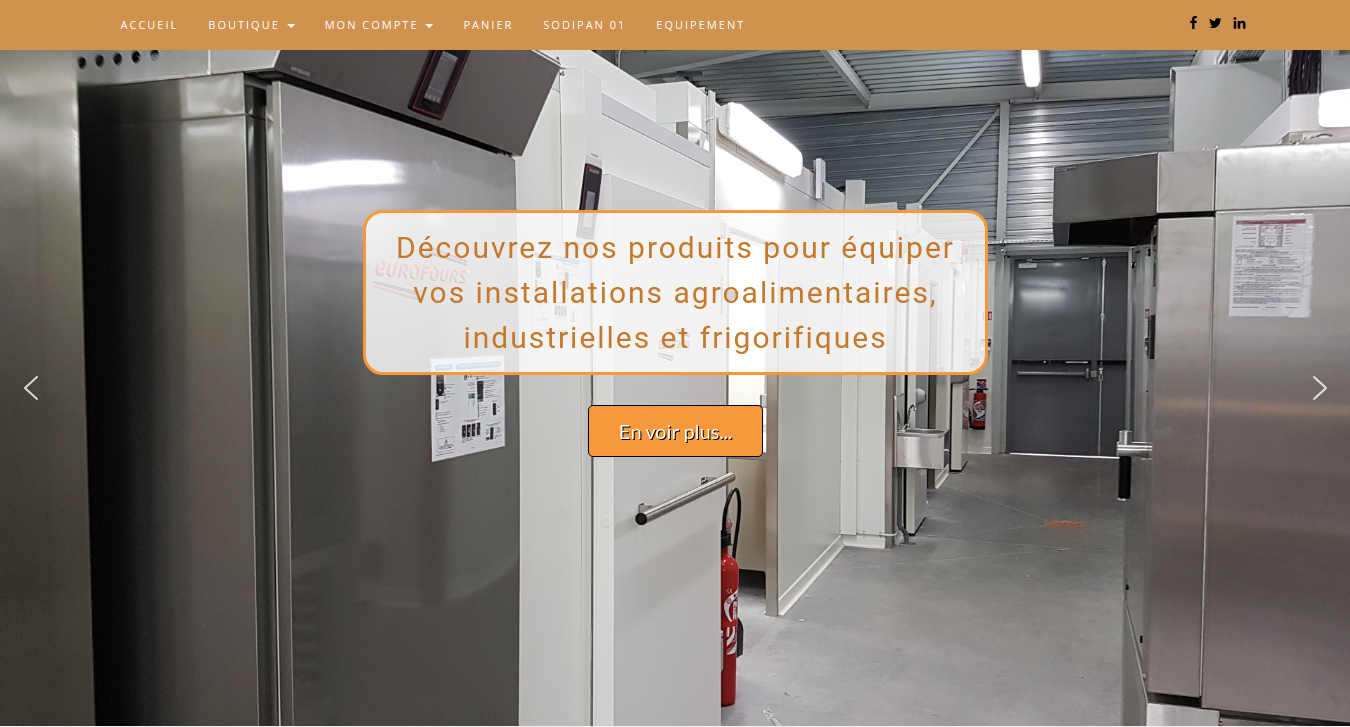 ACCUEIL BOUTIQUE MON COMPTE PANIER SODIPAN 01 EQUIPEMENT
Découvrez nos produits pour équiper
vos installations agroalimentaires,
industrielles et frigorifiques
EUROFOURS
En voir plus...